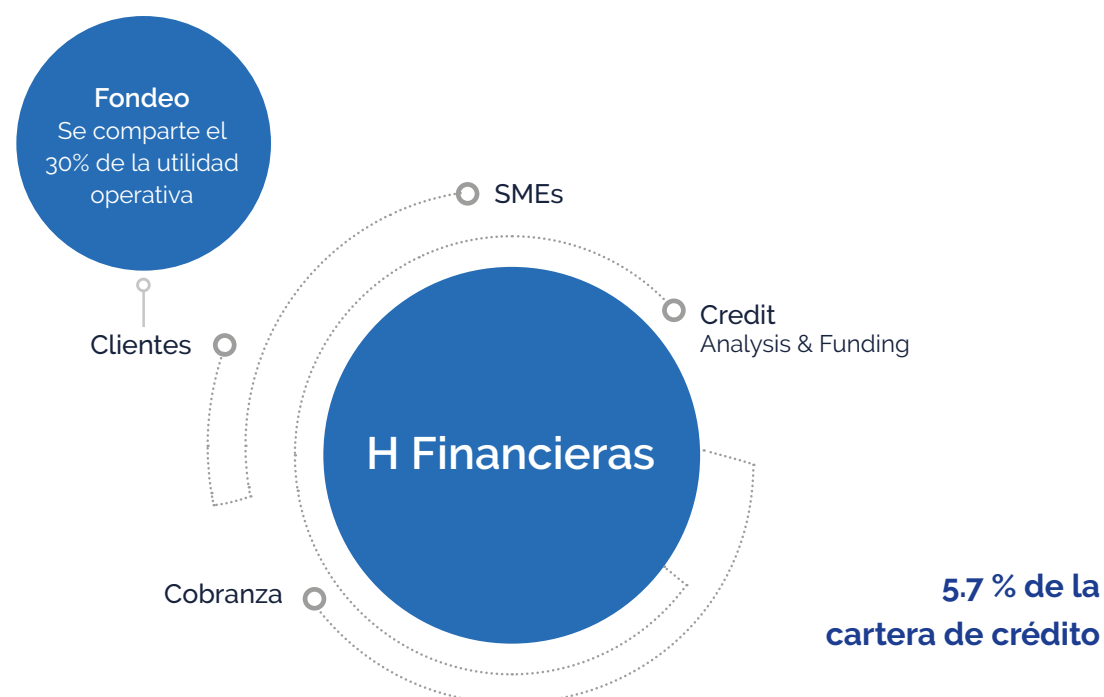 Fondeo
Se comparte el
30% de la utilidad
operativa
SMEs
Credit
Analysis & Funding
Clientes
H Financieras
Cobranza
5.7 % de la
cartera de crédito